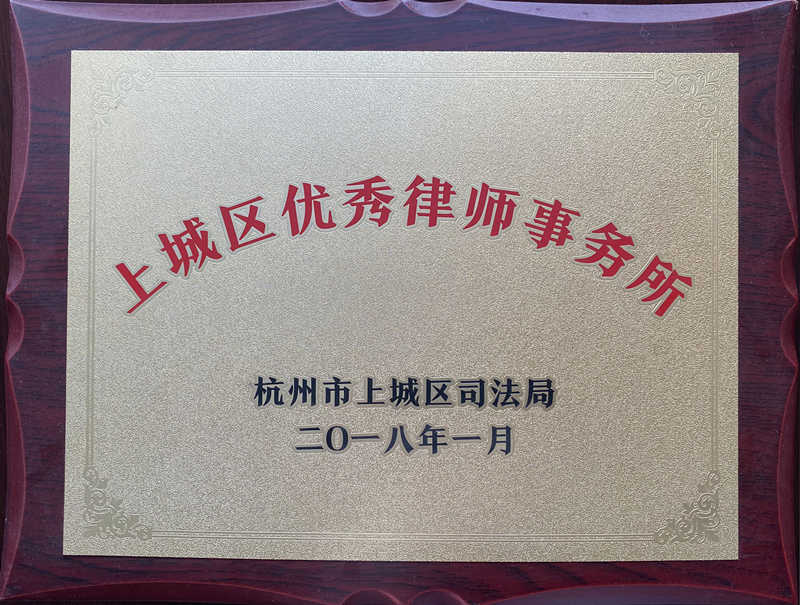 上城区优秀律师事务所
杭州市上城区司法局
二〇一八年一月